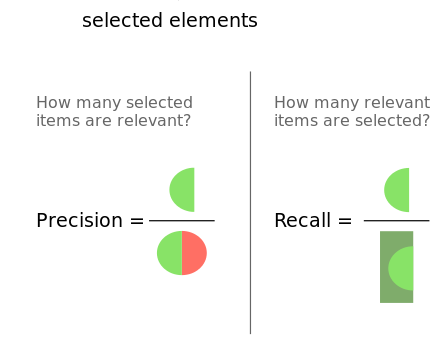 selected elements
How many selected
items are relevant?
How many relevant
items are selected?
Precision =
Recall =